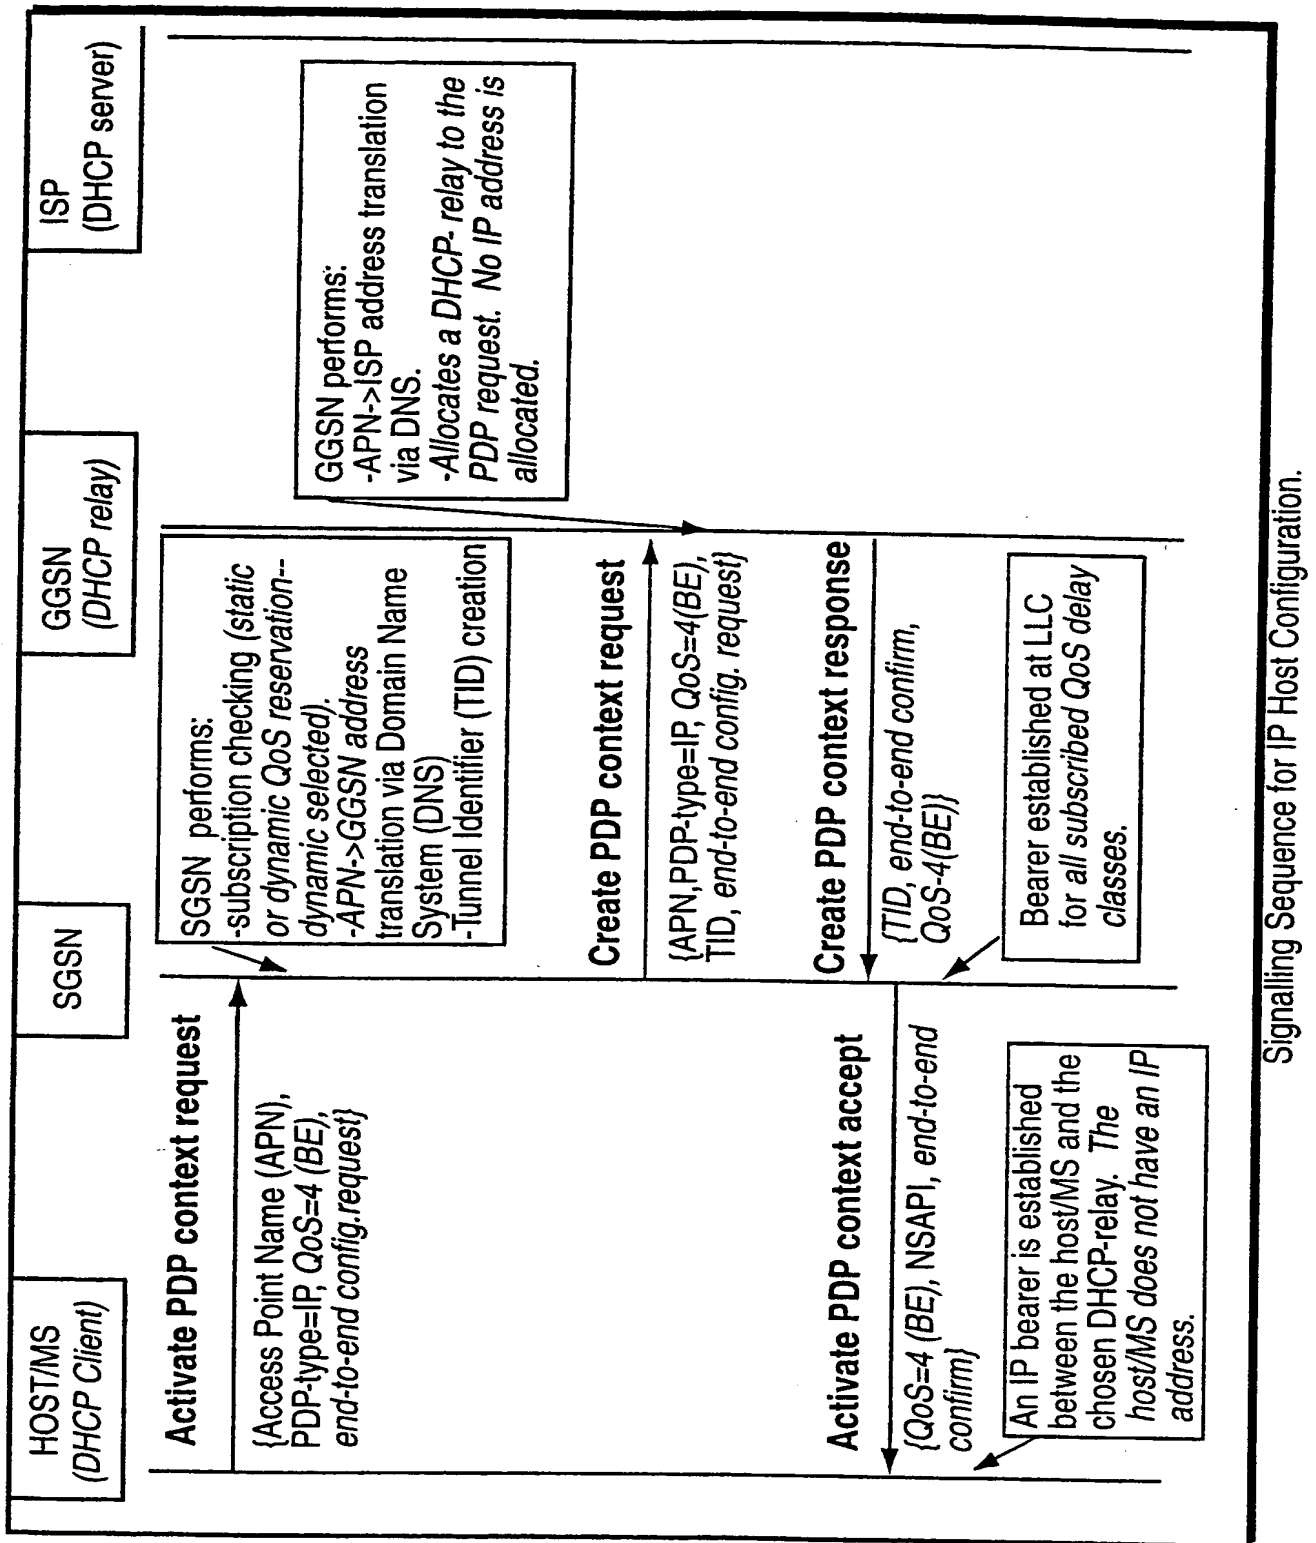 HOST/MS
(DHCP Client)
SGSN
GGSN
(DHCP relay)
ISP
(DHCP server)
Activate PDP context request
{Access Point Name (APN),
PDP-type=IP, QoS=4 (BE),
end-to-end config.request}
SGSN performs:
-subscription checking (static
or dynamic QoS reservation--
dynamic selected).
-APN->GGSN address
translation via Domain Name
System (DNS)
-Tunnel Identifier (TID) creation
Create PDP context request
{APN,PDP-type=IP, QoS=4(BE),
TID, end-to-end config. request}
GGSN performs:
-APN->ISP address translation
via DNS.
-Allocates a DHCP- relay to the
PDP request. No IP address is
allocated.
Create PDP context response
{TID, end-to-end confirm,
QoS-4(BE)}
Activate PDP context accept
{QoS=4 (BE), NSAPI, end-to-end
confirm}
Bearer established at LLC
for all subscribed QoS delay
classes.
An IP bearer is established
between the host/MS and the
chosen DHCP-relay. The
host/MS does not have an IP
address.
Signalling Sequence for IP Host Configuration.